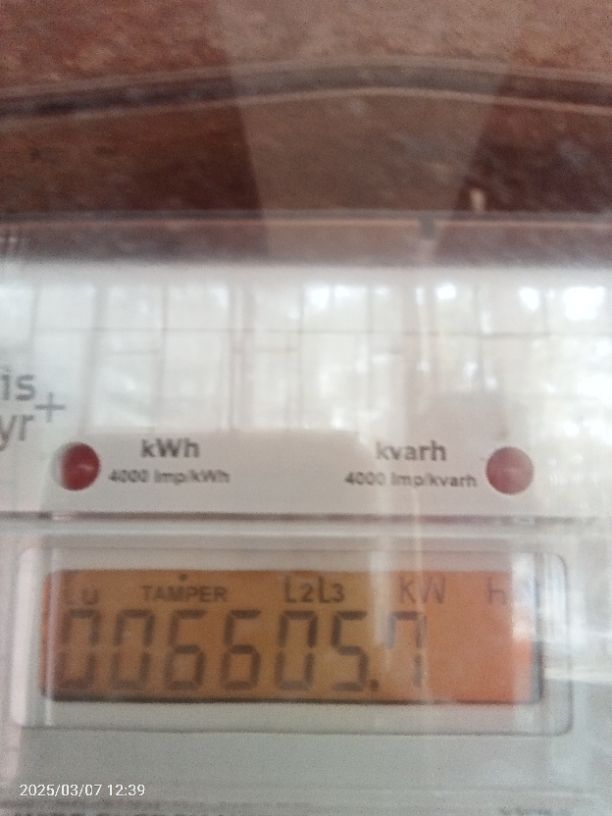 is
yr+
kWh
kvarh
4000 Imp/kWh
4000 Imp/kvarh
TAMPER L2L3 kW h
006605.7
2025/03/07 12:39